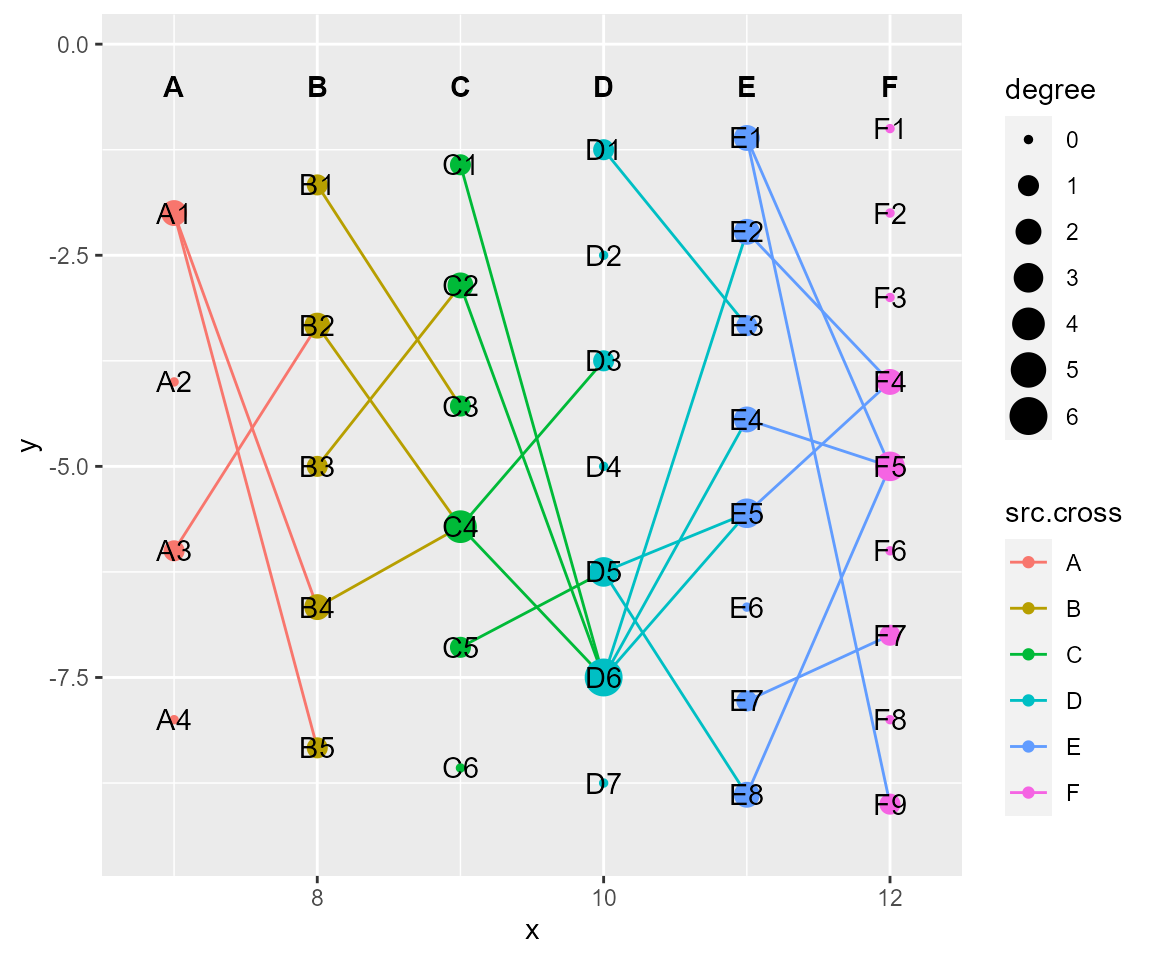 0.0
-2.5
-5.0
-7.5
y
A B C D E F
A1
A2
A3
A4
B1
B2
B3
B4
B5
C1
C2
C3
C4
C5
C6
D1
D2
D3
D4
D5
D6
D7
E1
E2
E3
E4
E5
E6
E7
E8
F1
F2
F3
F4
F5
F6
F7
F8
F9
8 10 12
x
degree
0
1
2
3
4
5
6
src.cross
A
B
C
D
E
F